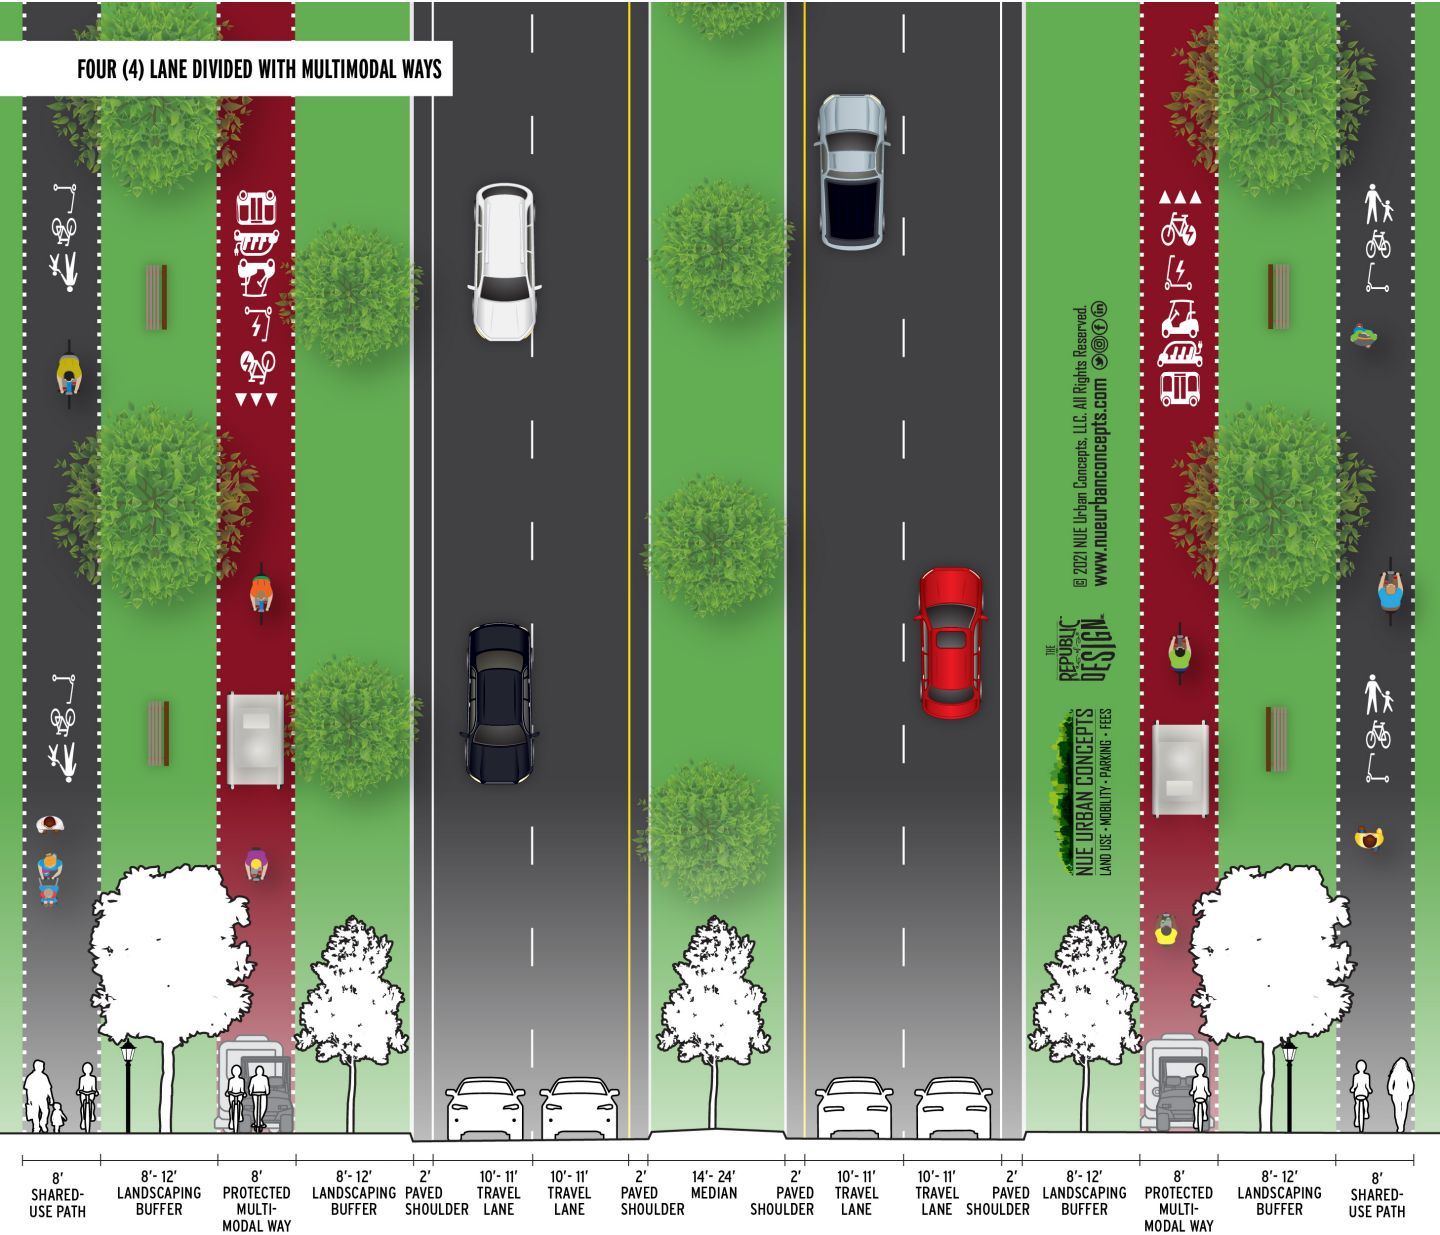 FOUR (4) LANE DIVIDED WITH MULTIMODAL WAYS
© 2021 NUE Urban Concepts, LLC. All Rights Reserved.
www.nueurbanconcepts.com
THE
REPUBLIC
DESIGN
NUE URBAN CONCEPTS
LAND USE • MOBILITY • PARKING • FEES
8'
SHARED-
USE PATH
8'- 12'
LANDSCAPING
BUFFER
8'
PROTECTED
MULTI-
MODAL WAY
8'- 12'
LANDSCAPING
BUFFER
2'
PAVED
SHOULDER
10'- 11'
TRAVEL
LANE
10'- 11'
TRAVEL
LANE
2'
PAVED
SHOULDER
14'- 24'
MEDIAN
2'
PAVED
SHOULDER
10'- 11'
TRAVEL
LANE
10'- 11'
TRAVEL
LANE
2'
PAVED
SHOULDER
8'- 12'
LANDSCAPING
BUFFER
8'
PROTECTED
MULTI-
MODAL WAY
8'- 12'
LANDSCAPING
BUFFER
8'
SHARED-
USE PATH